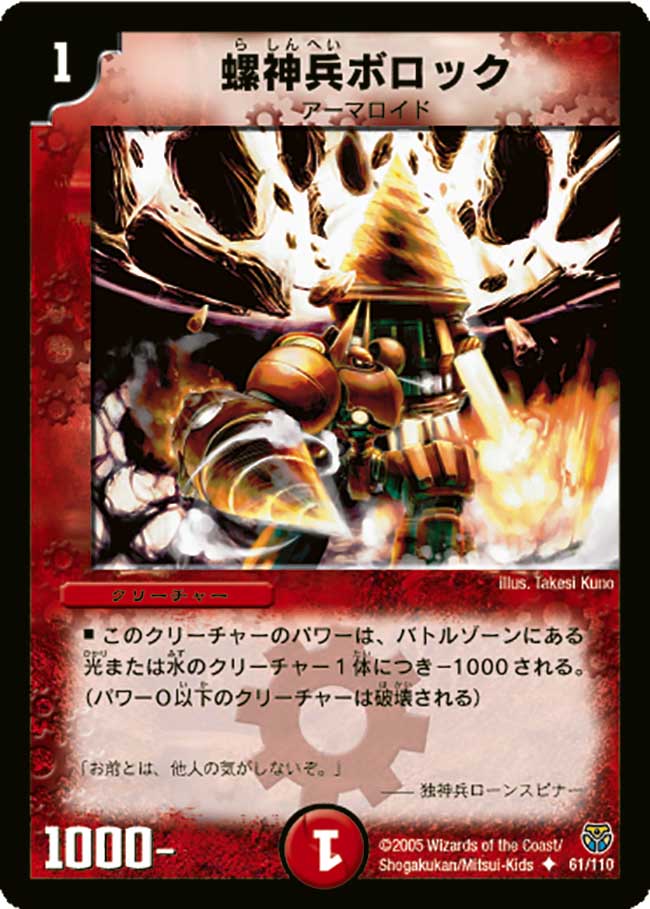 1
らしんへい
螺神兵ボロック
アーマロイド
illus. Takesi Kuno
クリーチャー
■ このクリーチャーのパワーは、バトルゾーンにある
ひかり みず たい
光または水のクリーチャー1体につき-1000される。
いか はかい
(パワー0以下のクリーチャーは破壊される)
「お前とは、他人の気がしないぞ。」
—— 独神兵ローンスピナー
1000-
1
©2005 Wizards of the Coast/
Shogakukan/Mitsui-Kids ♦ 61/110